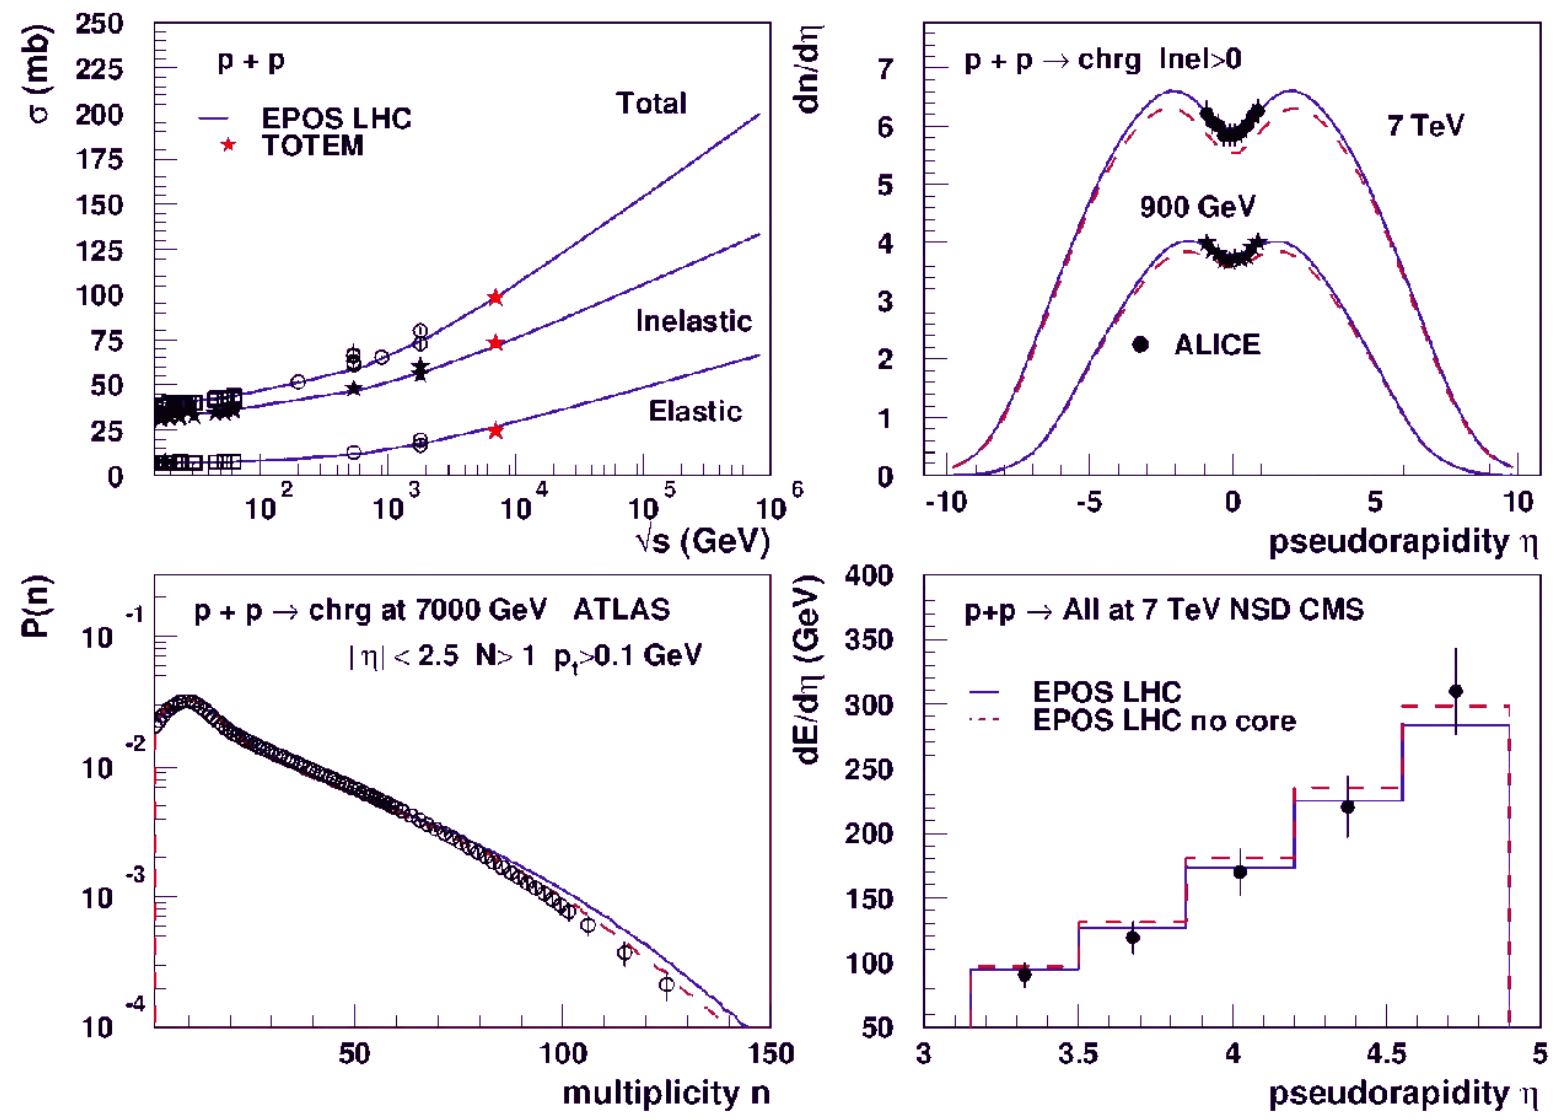 σ (mb)
250
225
200
175
150
125
100
75
50
25
0
p + p
EPOS LHC
TOTEM
Total
Inelastic
Elastic
10 2
10 3
10 4
10 5
10 6
√s (GeV)
dn/dη
7
6
5
4
3
2
1
0
p + p → chrg Inel>0
7 TeV
900 GeV
ALICE
-10 -5 0 5 10
pseudorapidity η
P(n)
10 -1
10 -2
10 -3
10 -4
p + p → chrg at 7000 GeV ATLAS
| η| < 2.5 N> 1 pt>0.1 GeV
50 100 150
multiplicity n
dE/dη (GeV)
400
350
300
250
200
150
100
50
p+p → All at 7 TeV NSD CMS
EPOS LHC
EPOS LHC no core
3 3.5 4 4.5 5
pseudorapidity η